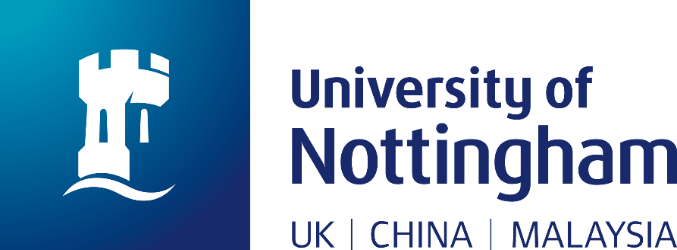 University of
Nottingham
UK | CHINA | MALAYSIA